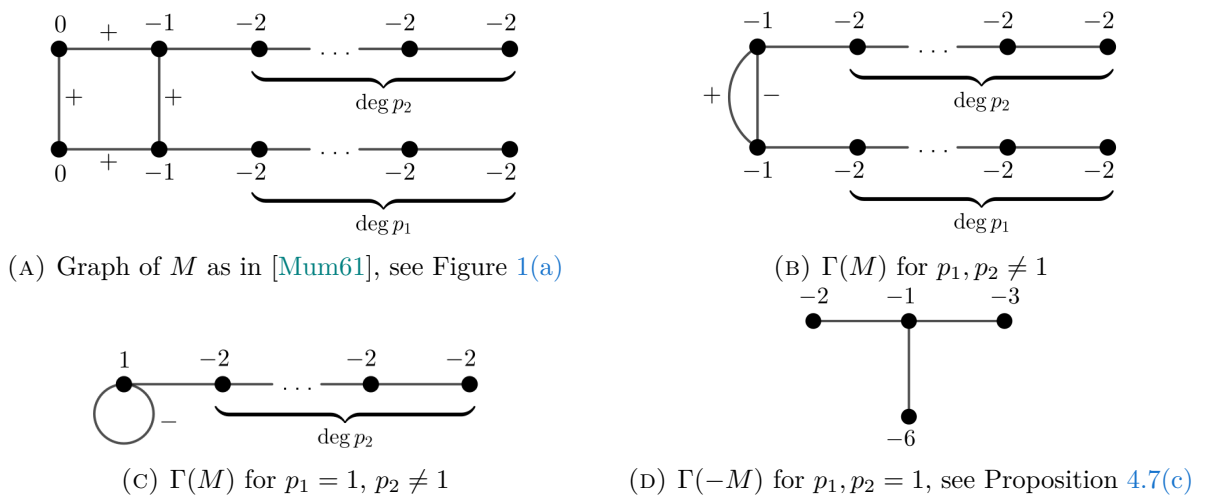 0 + −1 −2 ... −2 −2
deg p₂
+ +
0 + −1 −2 ... −2 −2
deg p₁
(A) Graph of M as in [Mum61], see Figure 1(a)
−1 −2 ... −2 −2
deg p₂
+ −
−1 −2 ... −2 −2
deg p₁
(B) Γ(M) for p₁, p₂ ≠ 1
1 −2 ... −2 −2
−
deg p₂
(C) Γ(M) for p₁ = 1, p₂ ≠ 1
−2 −1 −3
−6
(D) Γ(−M) for p₁, p₂ = 1, see Proposition 4.7(c)